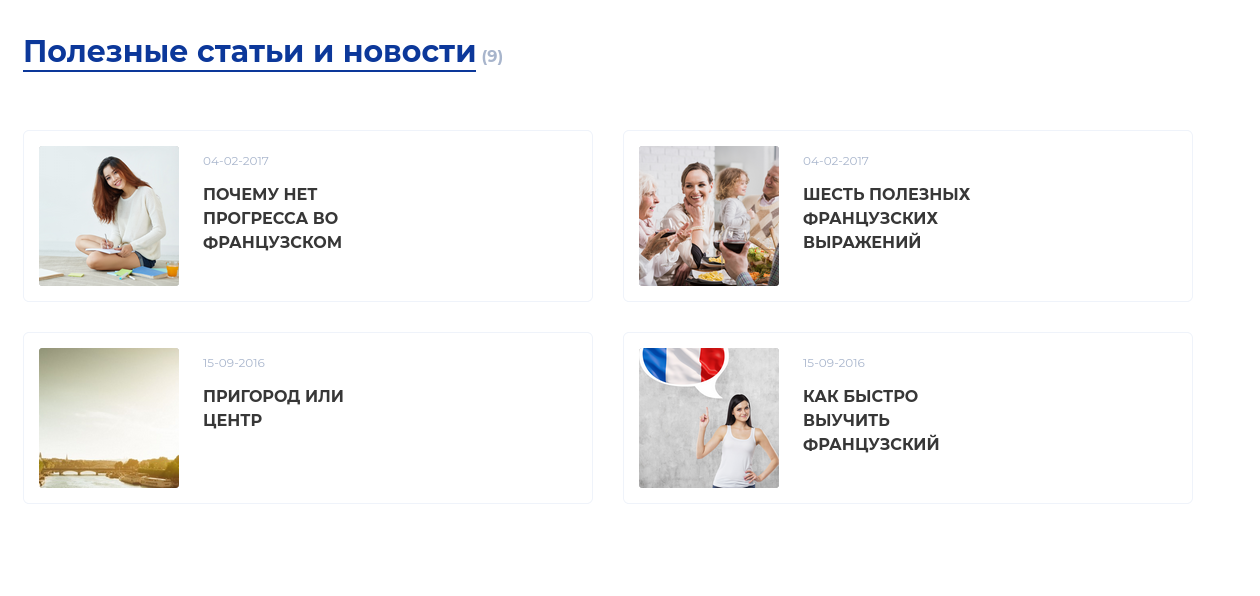 Полезные статьи и новости (9)
04-02-2017
ПОЧЕМУ НЕТ
ПРОГРЕССА ВО
ФРАНЦУЗСКОМ
04-02-2017
ШЕСТЬ ПОЛЕЗНЫХ
ФРАНЦУЗСКИХ
ВЫРАЖЕНИЙ
15-09-2016
ПРИГОРОД ИЛИ
ЦЕНТР
15-09-2016
КАК БЫСТРО
ВЫУЧИТЬ
ФРАНЦУЗСКИЙ